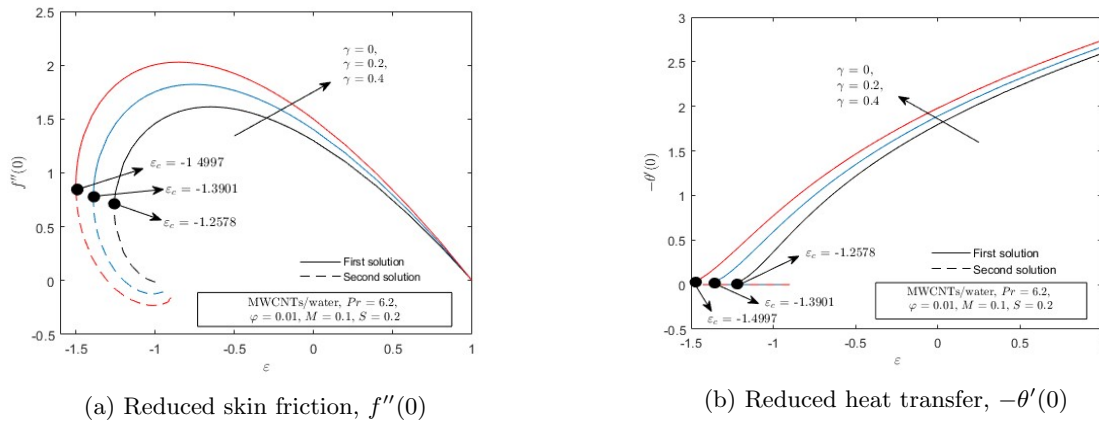 2.5
2
1.5
1
0.5
0
-0.5
f''(0)
-1.5
-1
-0.5
0
0.5
1
ε
γ = 0,
γ = 0.2,
γ = 0.4
ε_c = -1 4997
ε_c = -1.3901
ε_c = -1.2578
First solution
Second solution
MWCNTs/water, Pr = 6.2,
φ = 0.01, M = 0.1, S = 0.2
(a) Reduced skin friction, f''(0)
3
2.5
2
1.5
1
0.5
0
-0.5
-θ'(0)
-1.5
-1
-0.5
0
0.5
1
ε
γ = 0,
γ = 0.2,
γ = 0.4
ε_c = -1.2578
ε_c = -1.3901
ε_c = -1.4997
First solution
Second solution
MWCNTs/water, Pr = 6.2,
φ = 0.01, M = 0.1, S = 0.2
(b) Reduced heat transfer, -θ'(0)